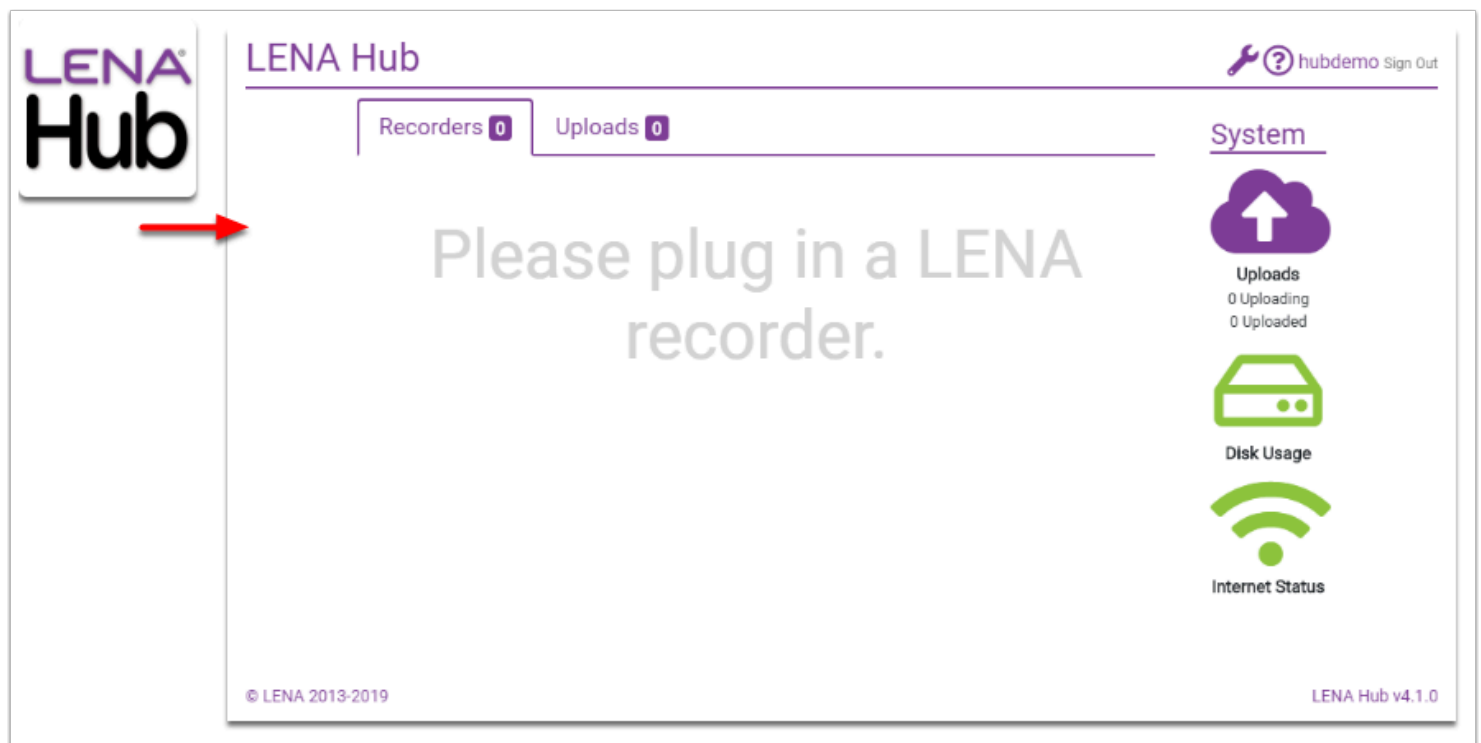 LENA®
Hub
LENA Hub
? hubdemo Sign Out
Recorders 0
Uploads 0
System
Please plug in a LENA
recorder.
Uploads
0 Uploading
0 Uploaded
Disk Usage
Internet Status
© LENA 2013-2019
LENA Hub v4.1.0